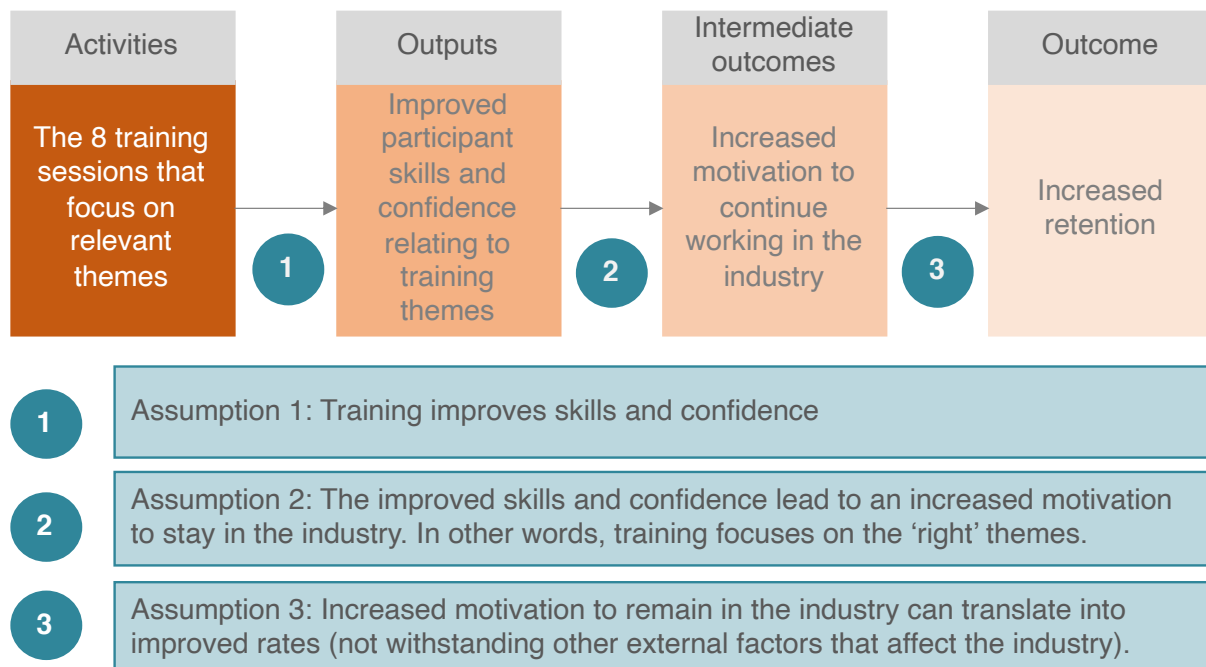 Activities
Outputs
Intermediate
outcomes
Outcome
The 8 training
sessions that
focus on
relevant
themes
Improved
participant
skills and
confidence
relating to
training
themes
Increased
motivation to
continue
working in the
industry
Increased
retention
1
2
3
1
Assumption 1: Training improves skills and confidence
2
Assumption 2: The improved skills and confidence lead to an increased motivation
to stay in the industry. In other words, training focuses on the ‘right’ themes.
3
Assumption 3: Increased motivation to remain in the industry can translate into
improved rates (not withstanding other external factors that affect the industry).